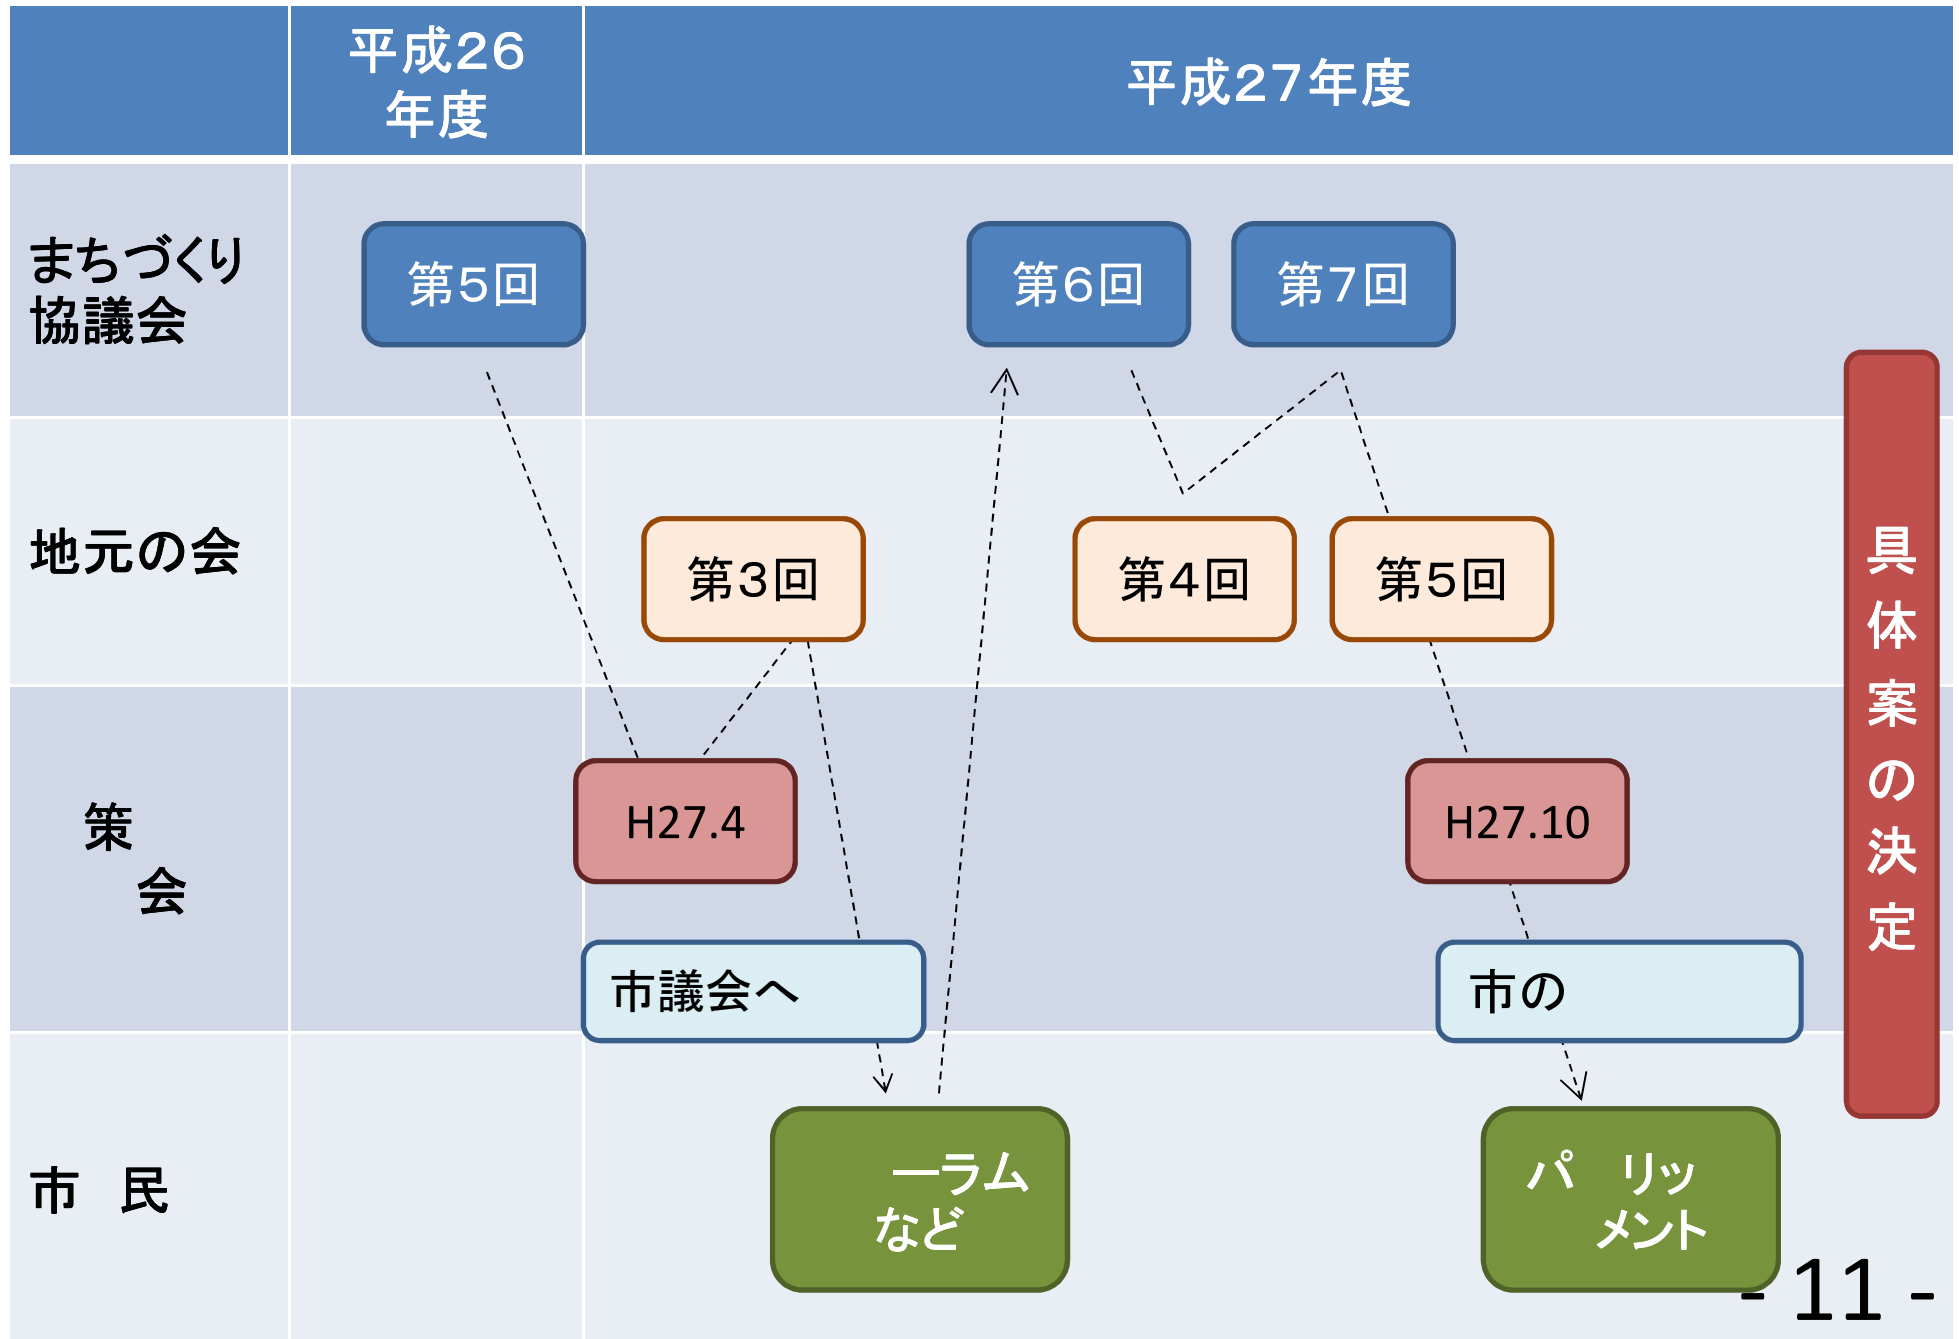 平成26
年度
平成27年度
まちづくり
協議会
第5回
第6回
第7回
地元の会
第3回
第4回
第5回
策
会
H27.4
H27.10
市議会へ
市の
市　民
ーラム
など
パ　リッ
メント
具体案の決定
- 11 -